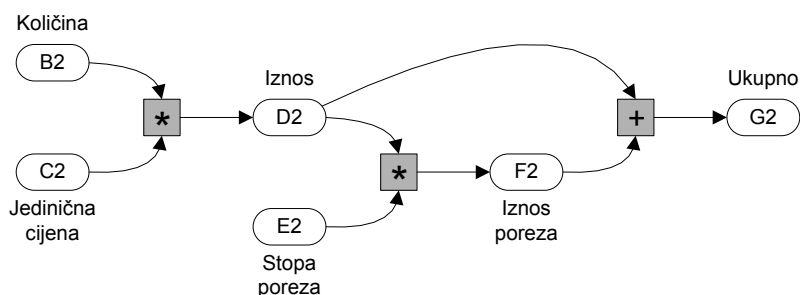 Količina
B2
*
C2
Jedinična
cijena
Iznos
D2
*
E2
Stopa
poreza
F2
Iznos
poreza
+
Ukupno
G2